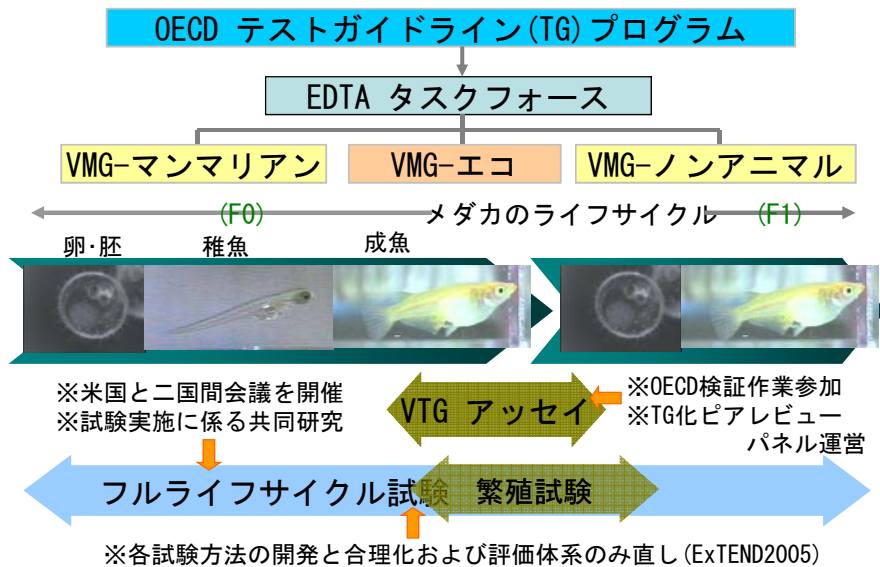 OECD テストガイドライン(TG)プログラム
EDTA タスクフォース
VMG-マンマリアン
VMG-エコ
VMG-ノンアニマル
(F0)
メダカのライフサイクル
(F1)
卵･胚
稚魚
成魚
※米国と二国間会議を開催
※試験実施に係る共同研究
VTG アッセイ
※OECD検証作業参加
※TG化ピアレビュー
パネル運営
フルライフサイクル試験
繁殖試験
※各試験方法の開発と合理化および評価体系のみ直し(ExTEND2005)